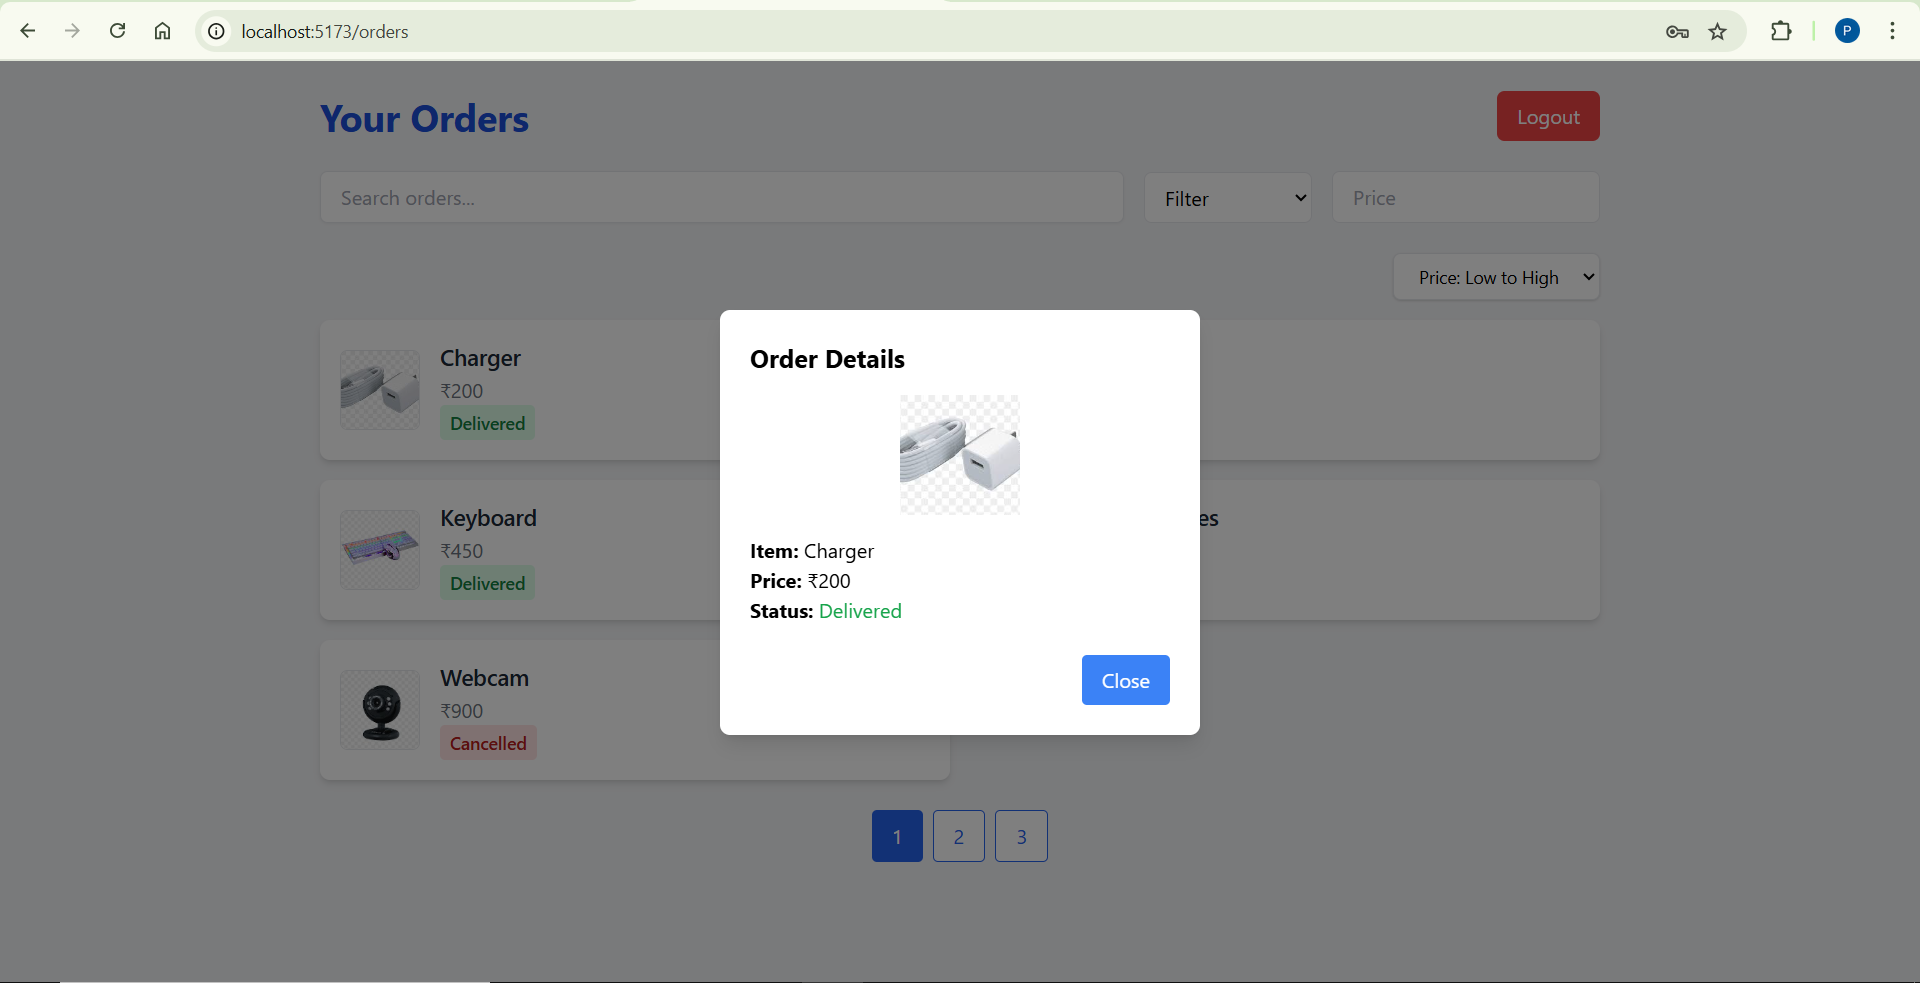 localhost:5173/orders
P
Your Orders
Logout
Search orders...
Filter
Price
Price: Low to High
Charger
₹200
Delivered
Keyboard
₹450
Delivered
es
Webcam
₹900
Cancelled
Order Details
Item: Charger
Price: ₹200
Status: Delivered
Close
1 2 3